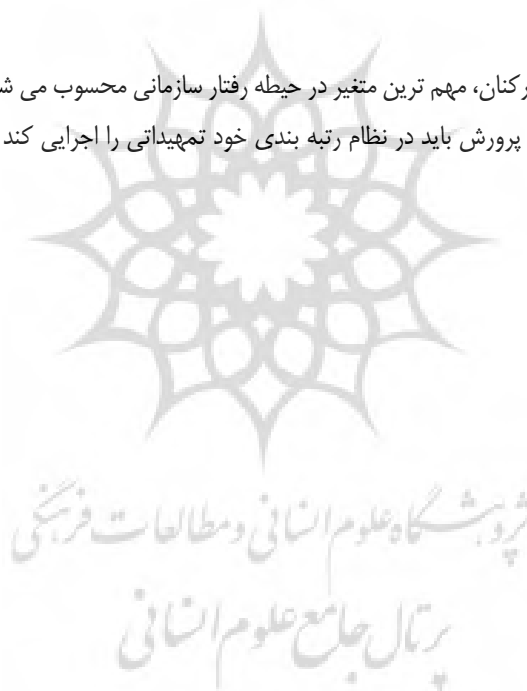 رکنان، مهم ترین متغیر در حیطه رفتار سازمانی محسوب می ش
پرورش باید در نظام رتبه بندی خود تمهیداتی را اجرایی کند
پژوهشگاه علوم انسانی و مطالعات فرهنگی
پرتال جامع علوم انسانی